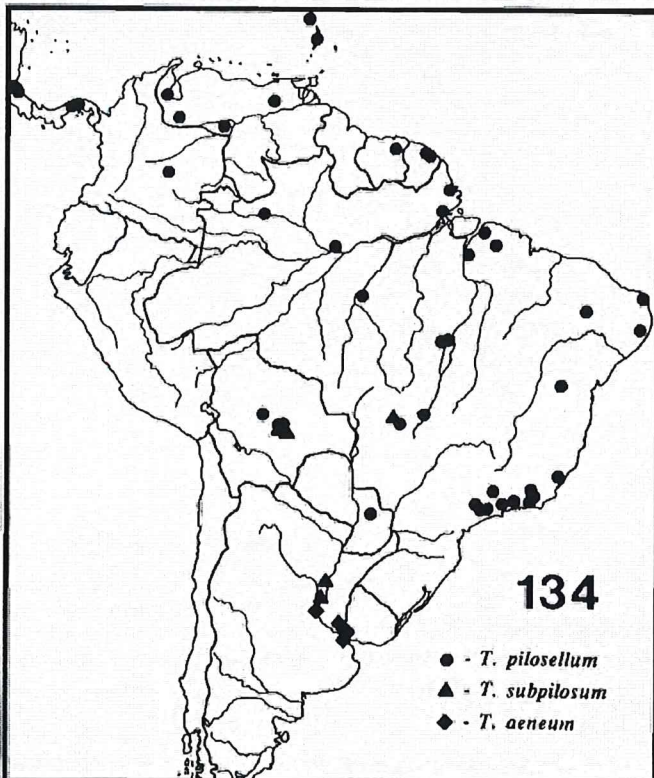 134
● - T. pilosellum
▲ - T. subpilosum
◆ - T. aeneum